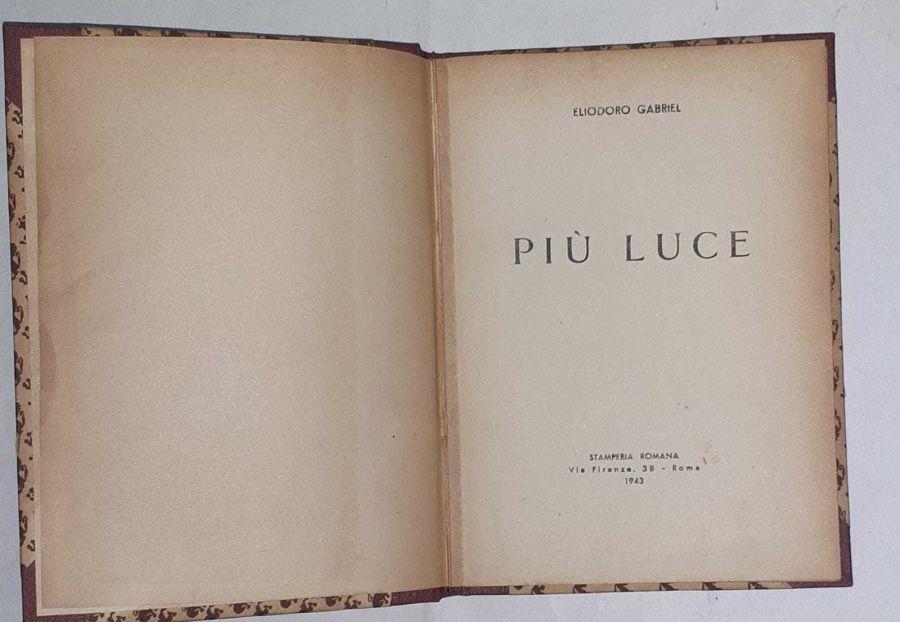 ELIODORO GABRIEL
PIÙ LUCE
STAMPERIA ROMANA
Via Firenze, 38 - Roma
1943